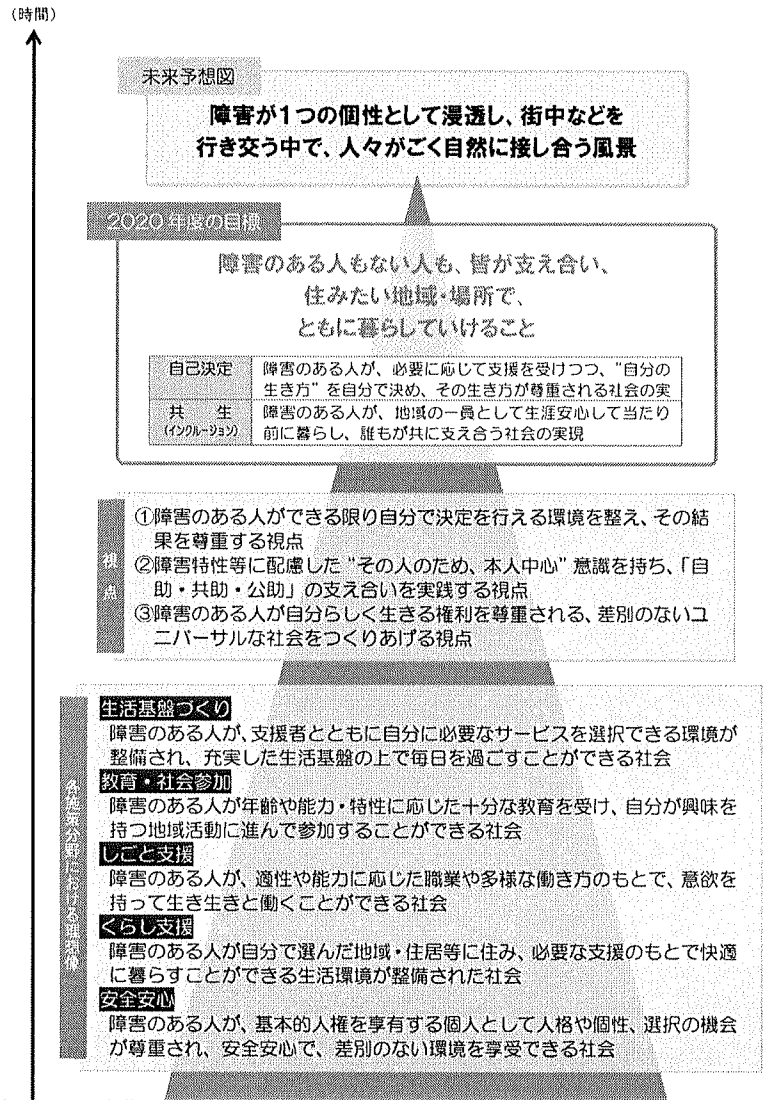 (時間)
未来予想図
障害が1つの個性として浸透し、街中などを
行き交う中で、人々がごく自然に接し合う風景
2020年度の目標
障害のある人もない人も、皆が支え合い、
住みたい地域・場所で、
ともに暮らしていけること
自己決定
障害のある人が、必要に応じて支援を受けつつ、“自分の
生き方”を自分で決め、その生き方が尊重される社会の実
共生
(インクルージョン)
障害のある人が、地域の一員として生涯安心して当たり
前に暮らし、誰もが共に支え合う社会の実現
視点
①障害のある人ができる限り自分で決定を行える環境を整え、その結
果を尊重する視点
②障害特性等に配慮した“その人のため、本人中心”意識を持ち、「自
助・共助・公助」の支え合いを実践する視点
③障害のある人が自分らしく生きる権利を尊重される、差別のないユ
ニバーサルな社会をつくりあげる視点
各施策分野における理想像
生活基盤づくり
障害のある人が、支援者とともに自分に必要なサービスを選択できる環境が
整備され、充実した生活基盤の上で毎日を過ごすことができる社会
教育・社会参加
障害のある人が年齢や能力・特性に応じた十分な教育を受け、自分が興味を
持つ地域活動に進んで参加することができる社会
しごと支援
障害のある人が、適性や能力に応じた職業や多様な働き方のもとで、意欲を
持って生き生きと働くことができる社会
くらし支援
障害のある人が自分で選んだ地域・住居等に住み、必要な支援のもとで快適
に暮らすことができる生活環境が整備された社会
安全安心
障害のある人が、基本的人権を享有する個人として人格や個性、選択の機会
が尊重され、安全安心で、差別のない環境を享受できる社会